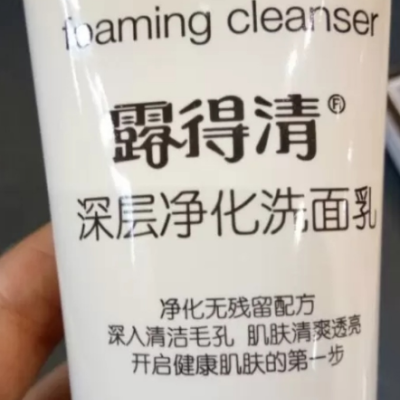 foaming cleanser
露得清®
深层净化洗面乳
净化无残留配方
深入清洁毛孔 肌肤清爽透亮
开启健康肌肤的第一步